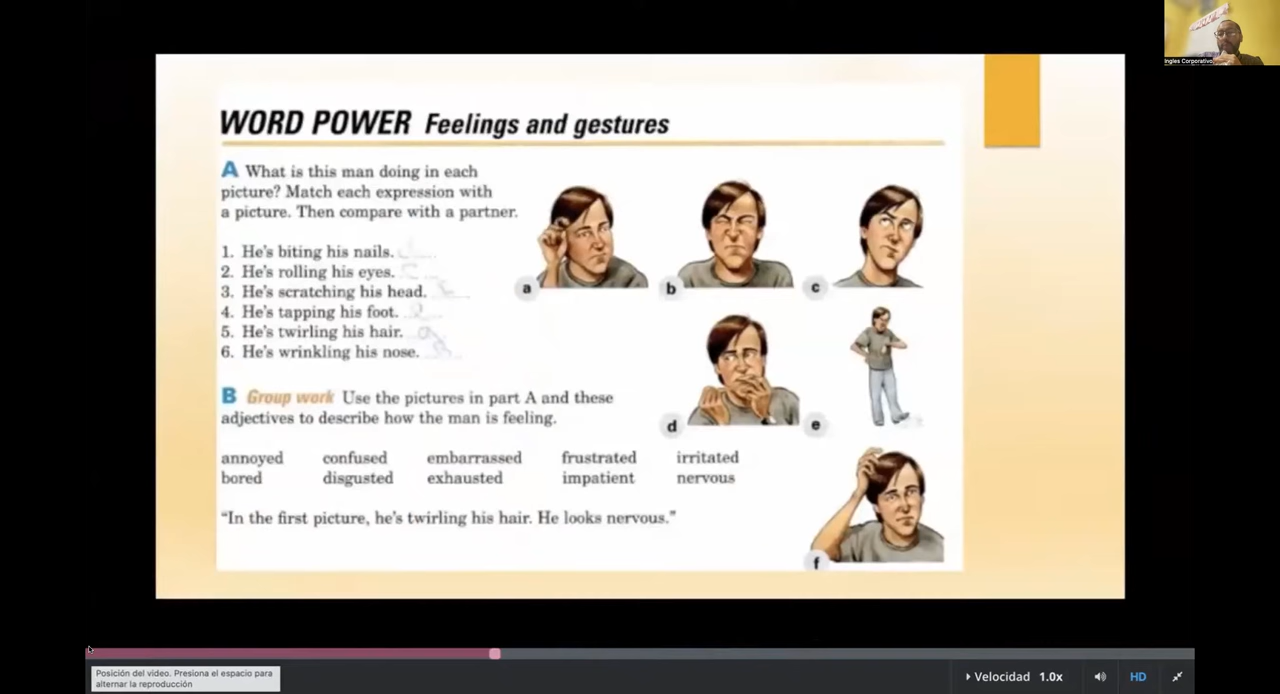 Ingles Corporativo
WORD POWER Feelings and gestures
A What is this man doing in each
picture? Match each expression with
a picture. Then compare with a partner.
1. He's biting his nails.
2. He's rolling his eyes.
3. He's scratching his head.
4. He's tapping his foot.
5. He's twirling his hair.
6. He's wrinkling his nose.
a
b
c
d
e
f
B Group work Use the pictures in part A and these
adjectives to describe how the man is feeling.
annoyed confused embarrassed frustrated irritated
bored disgusted exhausted impatient nervous
"In the first picture, he's twirling his hair. He looks nervous."
Posición del video. Presiona el espacio para
alternar la reproducción
Velocidad 1.0x
HD